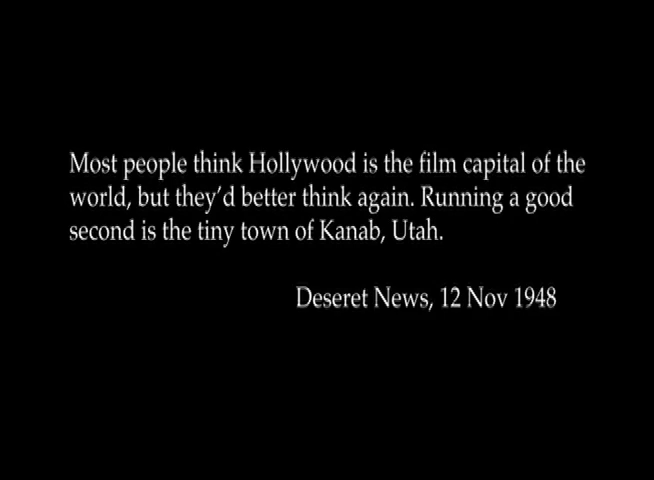 Most people think Hollywood is the film capital of the
world, but they’d better think again. Running a good
second is the tiny town of Kanab, Utah.
Deseret News, 12 Nov 1948